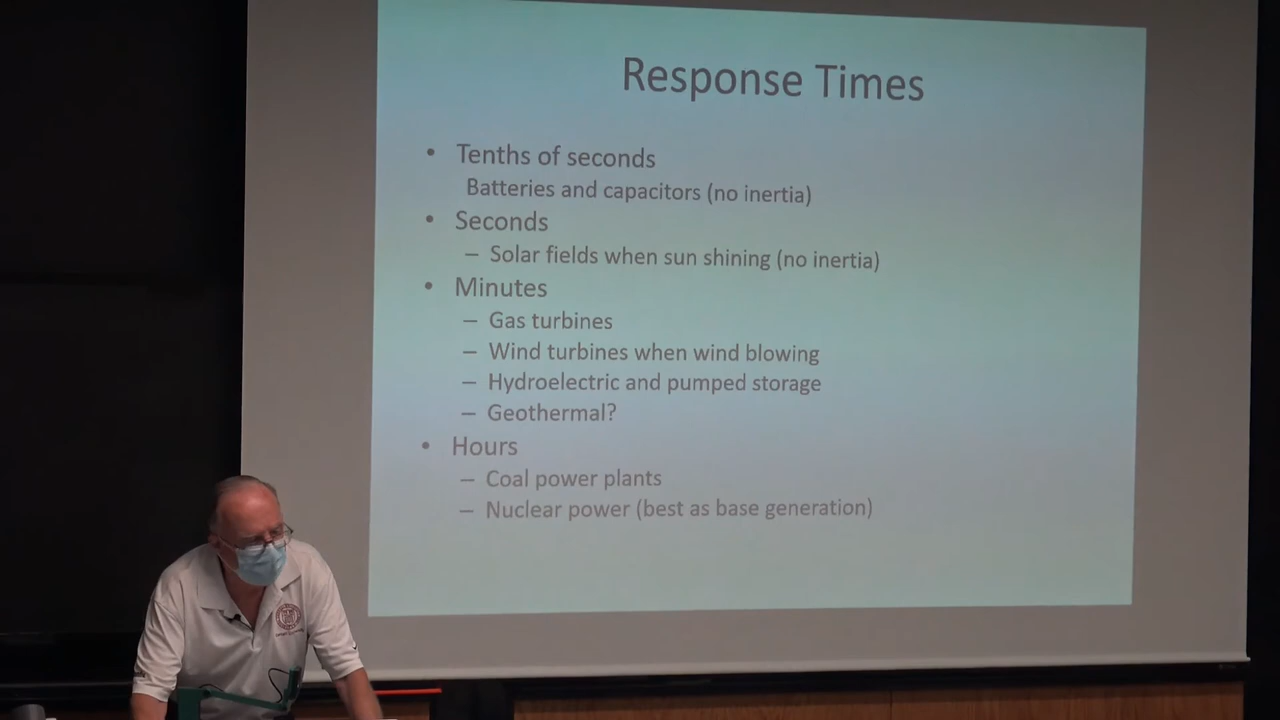 Response Times
• Tenths of seconds
Batteries and capacitors (no inertia)
• Seconds
– Solar fields when sun shining (no inertia)
• Minutes
– Gas turbines
– Wind turbines when wind blowing
– Hydroelectric and pumped storage
– Geothermal?
• Hours
– Coal power plants
– Nuclear power (best as base generation)